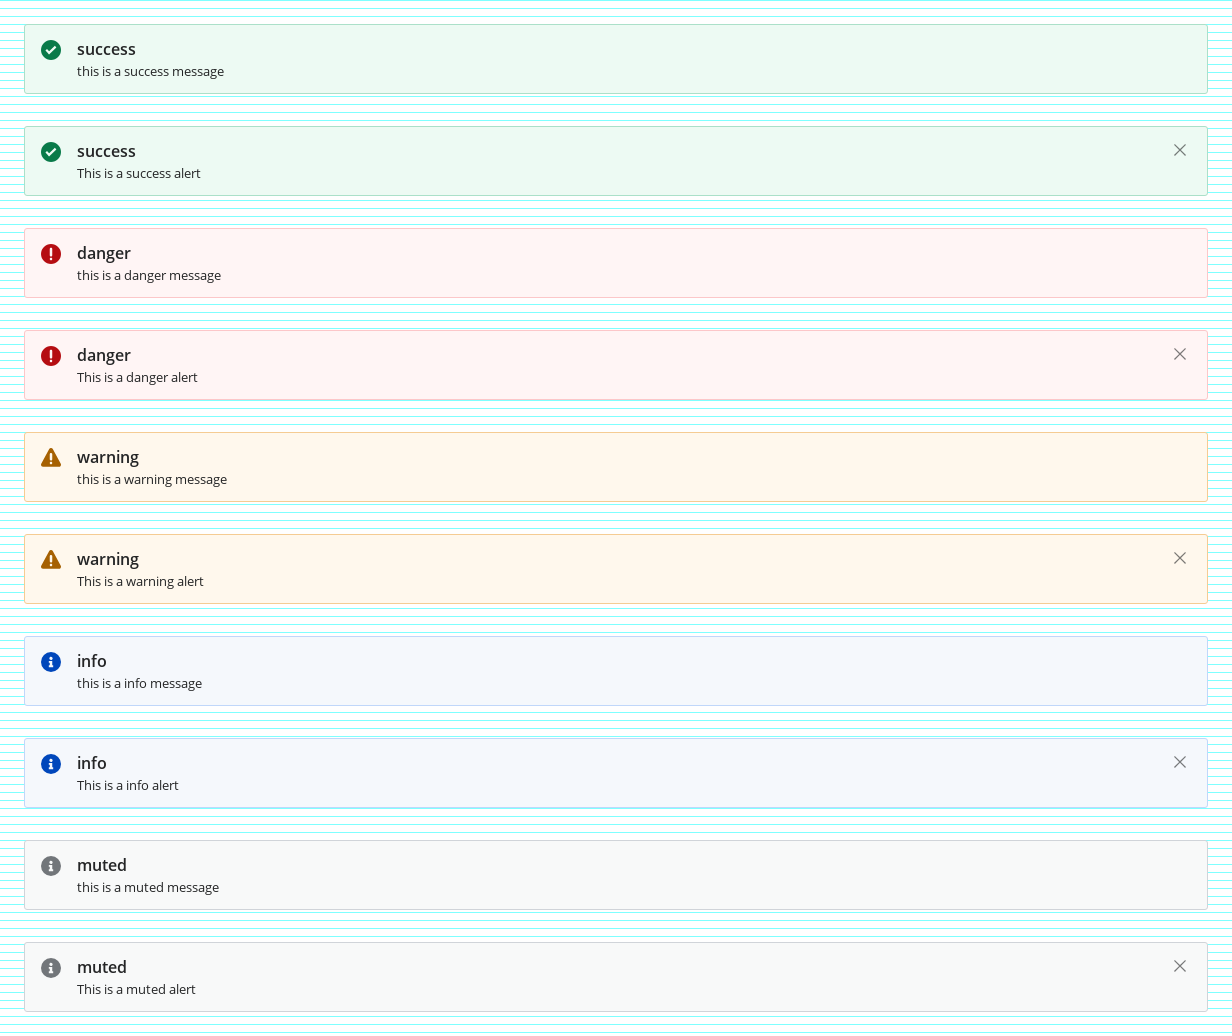 success
this is a success message
success
This is a success alert
danger
this is a danger message
danger
This is a danger alert
warning
this is a warning message
warning
This is a warning alert
info
this is a info message
info
This is a info alert
muted
this is a muted message
muted
This is a muted alert